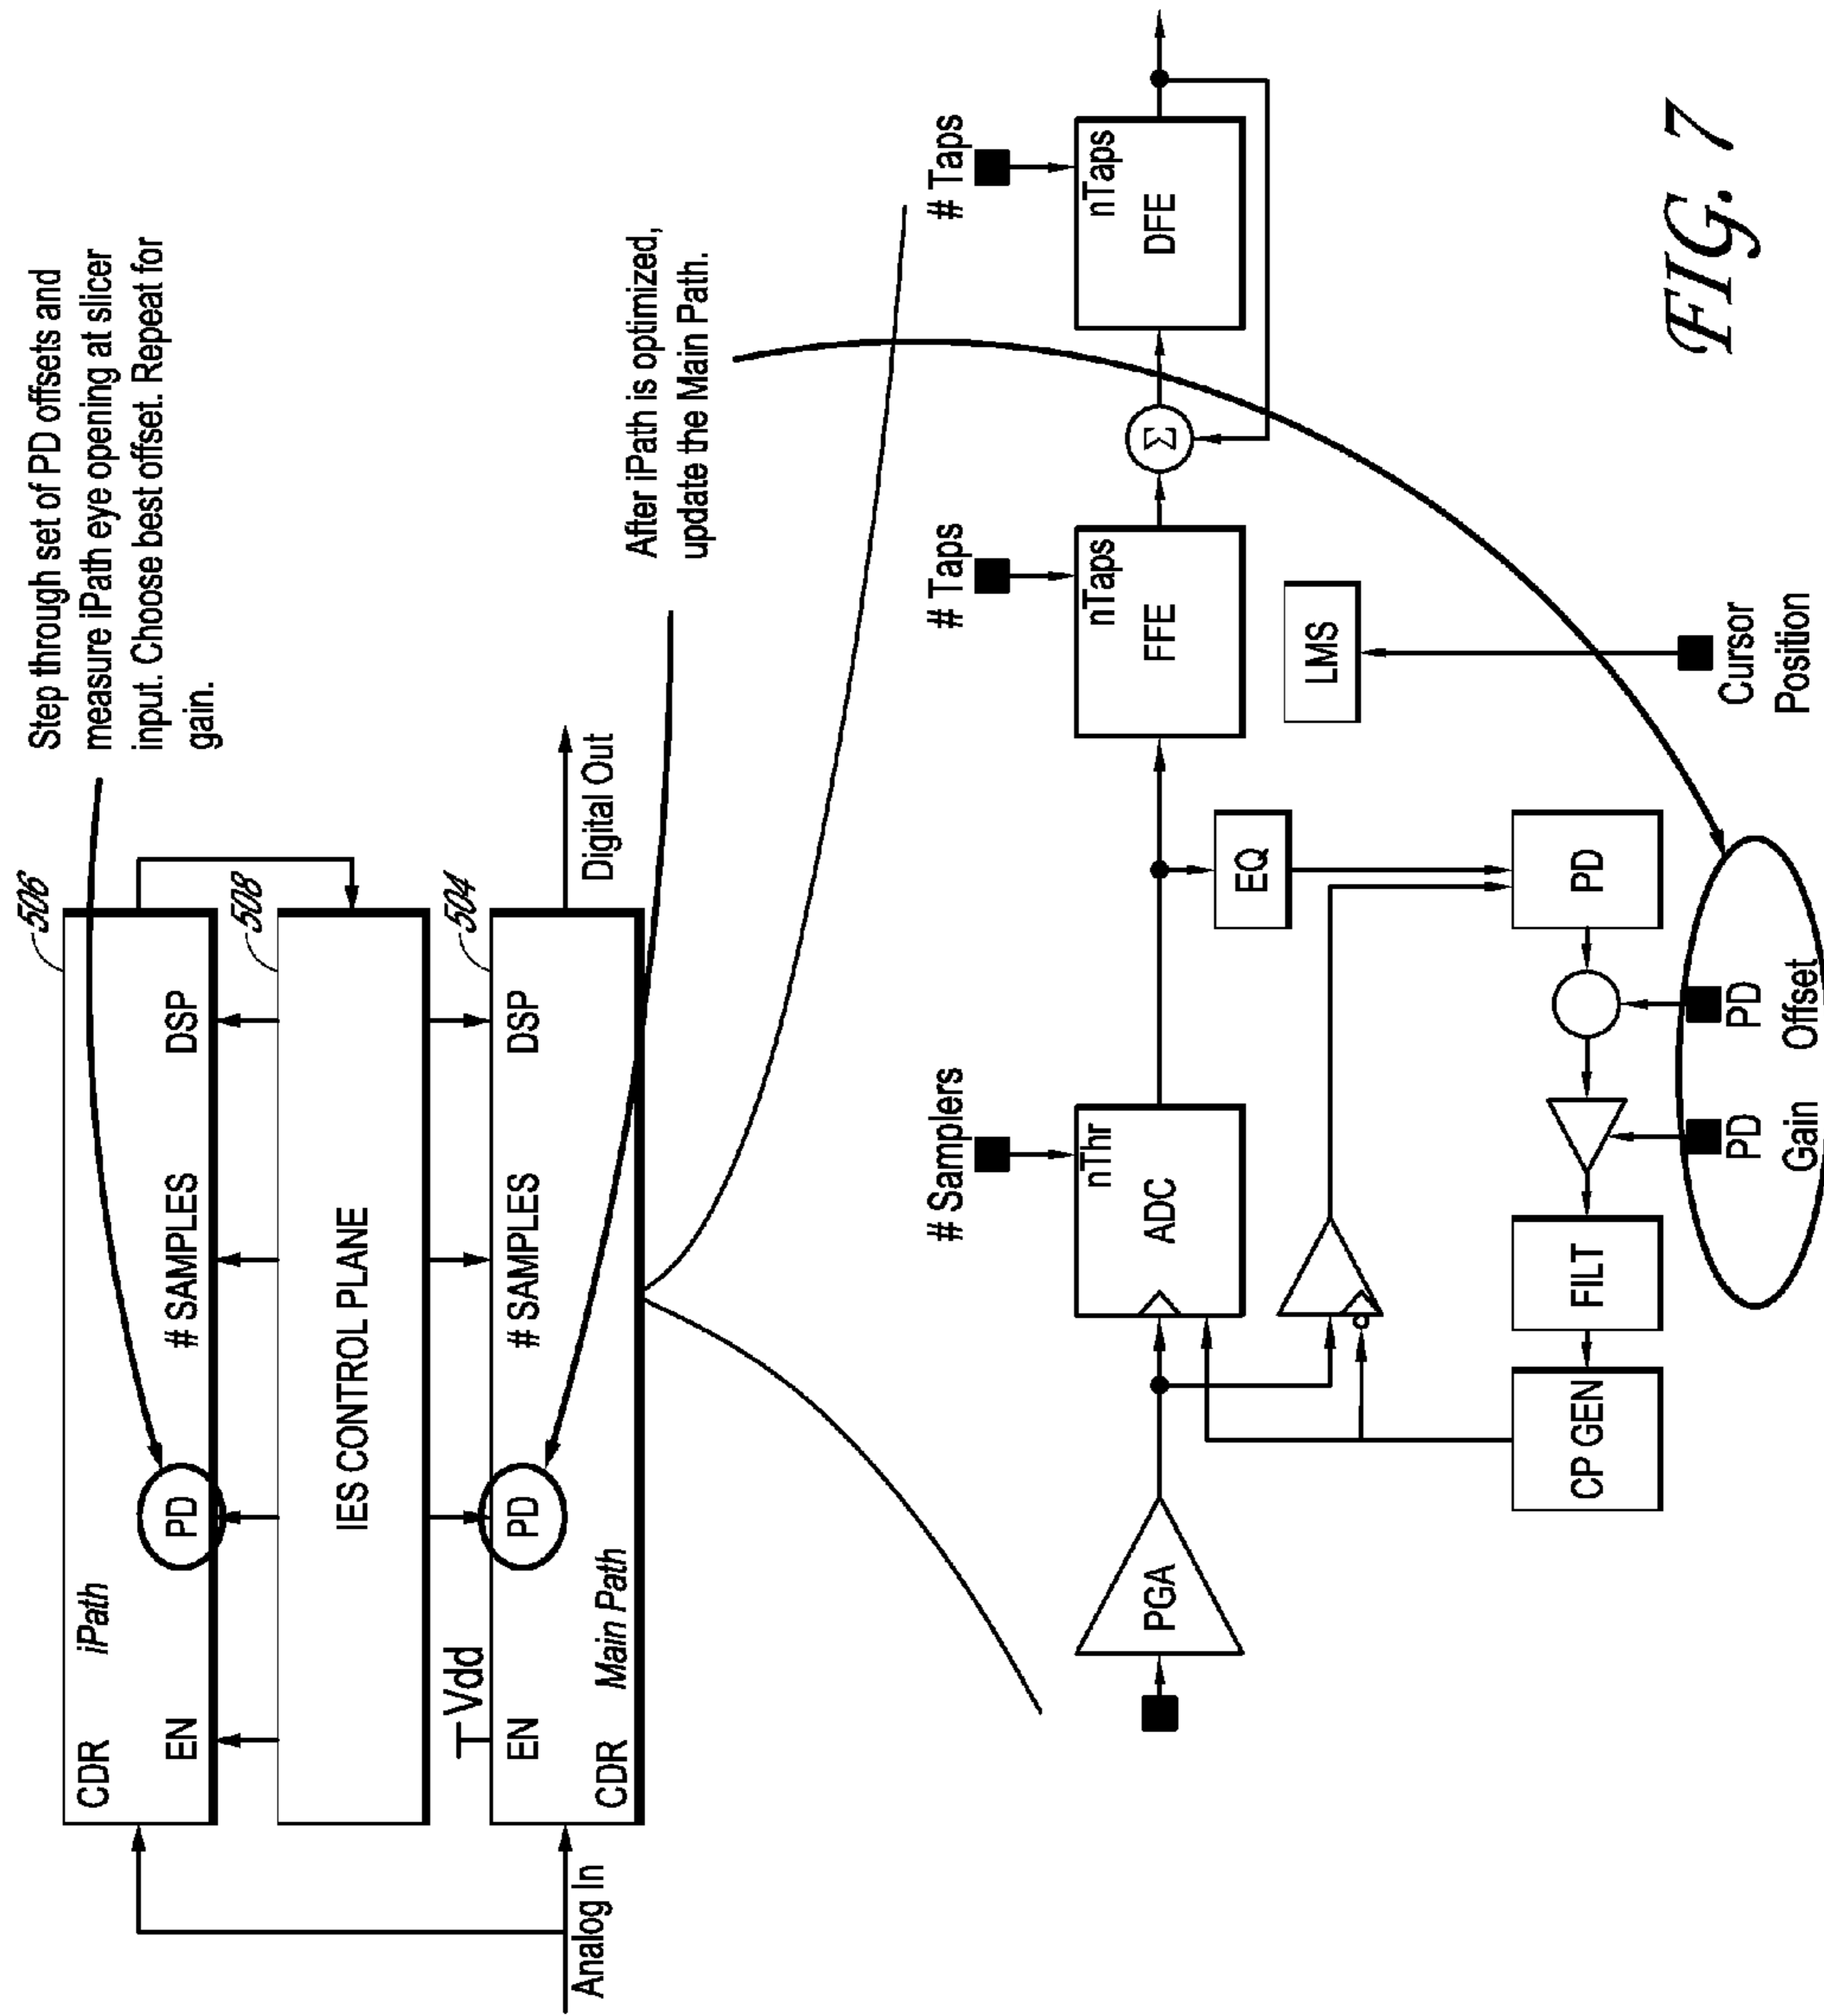 Step through set of PD offsets and
measure iPath eye opening at slicer
input. Choose best offset. Repeat for
gain.
506
CDR
iPath
EN
PD
# SAMPLES
DSP
508
IES CONTROL PLANE
504
Vdd
EN
PD
# SAMPLES
DSP
CDR
Main Path
Analog In
Digital Out
After iPath is optimized,
update the Main Path.
# Samplers
# Taps
# Taps
PGA
nThr
ADC
nTaps
FFE
Σ
nTaps
DFE
EQ
LMS
CP GEN
FILT
PD
PD
Gain
PD
Offset
Cursor
Position
FIG. 7